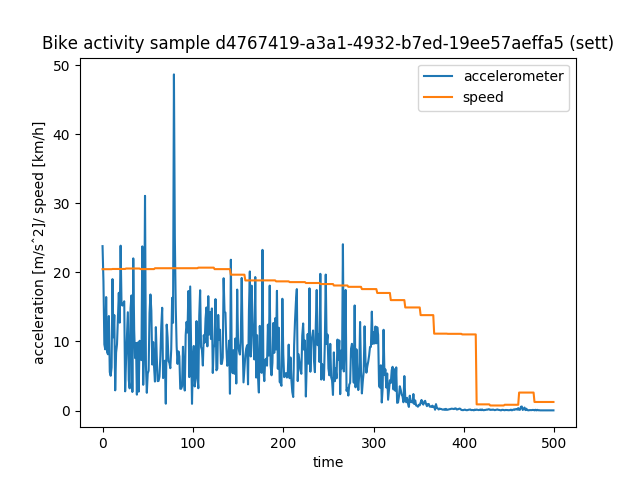 Bike activity sample d4767419-a3a1-4932-b7ed-19ee57aeffa5 (sett)
accelerometer
speed
acceleration [m/s^2]/ speed [km/h]
50
40
30
20
10
0
0 100 200 300 400 500
time